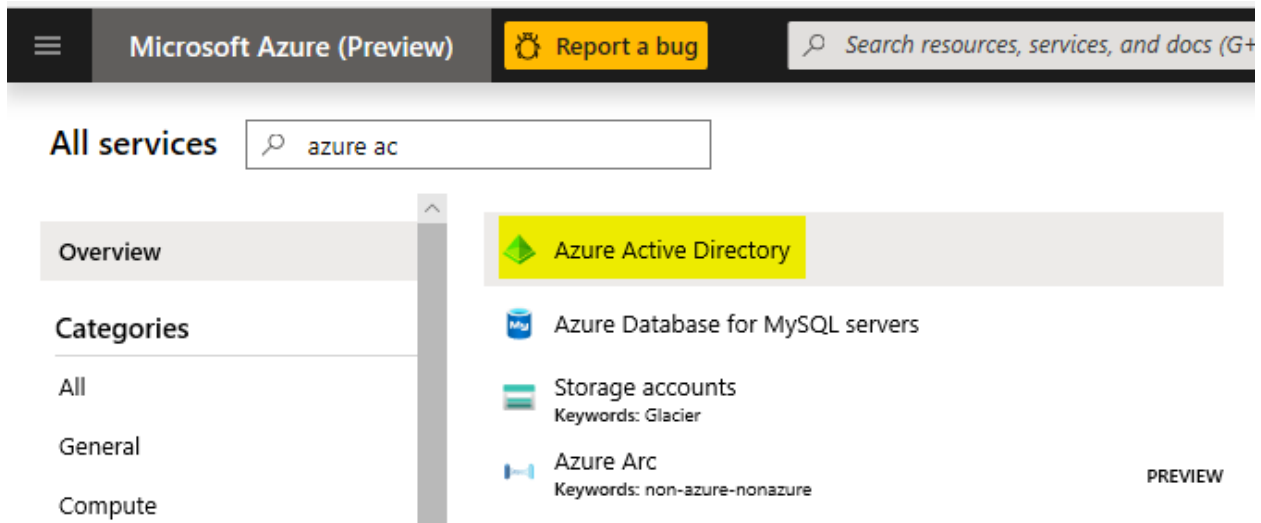 Microsoft Azure (Preview)
Report a bug
Search resources, services, and docs (G+
All services
azure ac
Overview
Categories
All
General
Compute
Azure Active Directory
My
Azure Database for MySQL servers
Storage accounts
Keywords: Glacier
Azure Arc
Keywords: non-azure-nonazure
PREVIEW